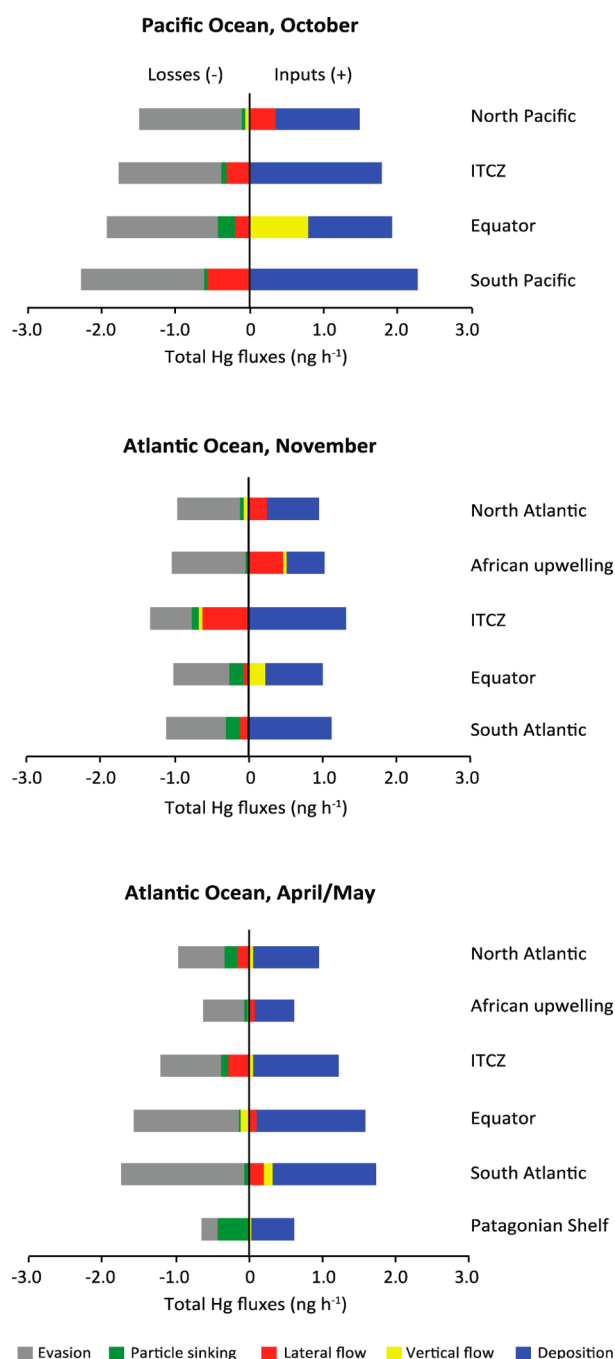 Pacific Ocean, October
Losses (-) Inputs (+)
North Pacific
ITCZ
Equator
South Pacific
-3.0 -2.0 -1.0 0 1.0 2.0 3.0
Total Hg fluxes (ng h⁻¹)
Atlantic Ocean, November
North Atlantic
African upwelling
ITCZ
Equator
South Atlantic
-3.0 -2.0 -1.0 0 1.0 2.0 3.0
Total Hg fluxes (ng h⁻¹)
Atlantic Ocean, April/May
North Atlantic
African upwelling
ITCZ
Equator
South Atlantic
Patagonian Shelf
-3.0 -2.0 -1.0 0 1.0 2.0 3.0
Total Hg fluxes (ng h⁻¹)
Evasion Particle sinking Lateral flow Vertical flow Deposition